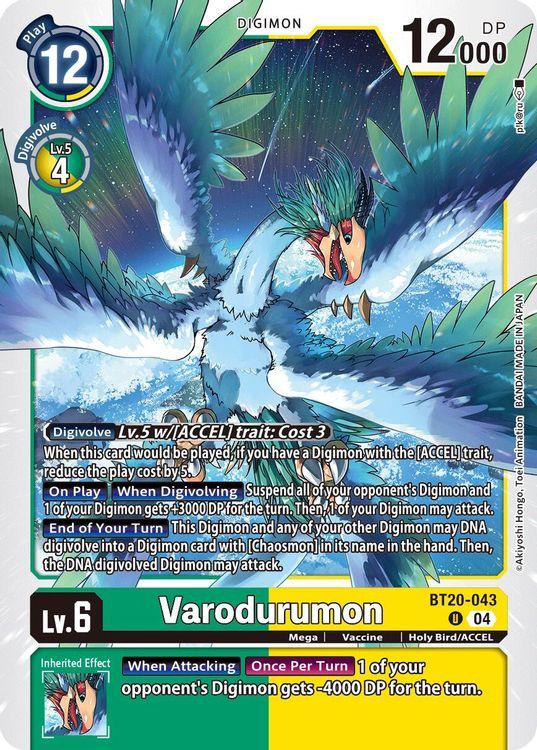 DIGIMON
Play
12
DP
12000
Digivolve
Lv.5
4
p!k@ru
©Akiyoshi Hongo, Toei Animation BANDAI MADE IN JAPAN
Digivolve Lv.5 w/[ACCEL] trait: Cost 3
When this card would be played, if you have a Digimon with the [ACCEL] trait,
reduce the play cost by 5.
On Play When Digivolving Suspend all of your opponent's Digimon and
1 of your Digimon gets +3000 DP for the turn. Then, 1 of your Digimon may attack.
End of Your Turn This Digimon and any of your other Digimon may DNA
digivolve into a Digimon card with [Chaosmon] in its name in the hand. Then,
the DNA digivolved Digimon may attack.
Lv.6
Varodurumon
BT20-043
U 04
Mega | Vaccine | Holy Bird/ACCEL
Inherited Effect
When Attacking Once Per Turn 1 of your
opponent's Digimon gets -4000 DP for the turn.